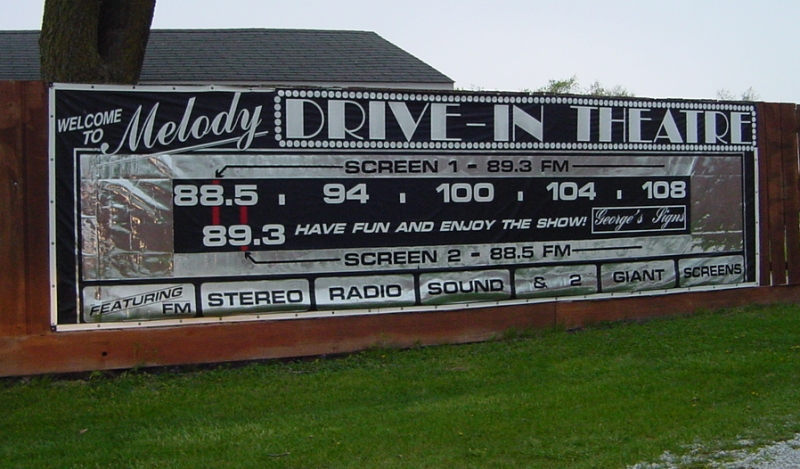 WELCOME TO Melody DRIVE-IN THEATRE
SCREEN 1 - 89.3 FM
88.5 94 100 104 108
89.3 HAVE FUN AND ENJOY THE SHOW! George's Signs
SCREEN 2 - 88.5 FM
FEATURING FM STEREO RADIO SOUND & 2 GIANT SCREENS